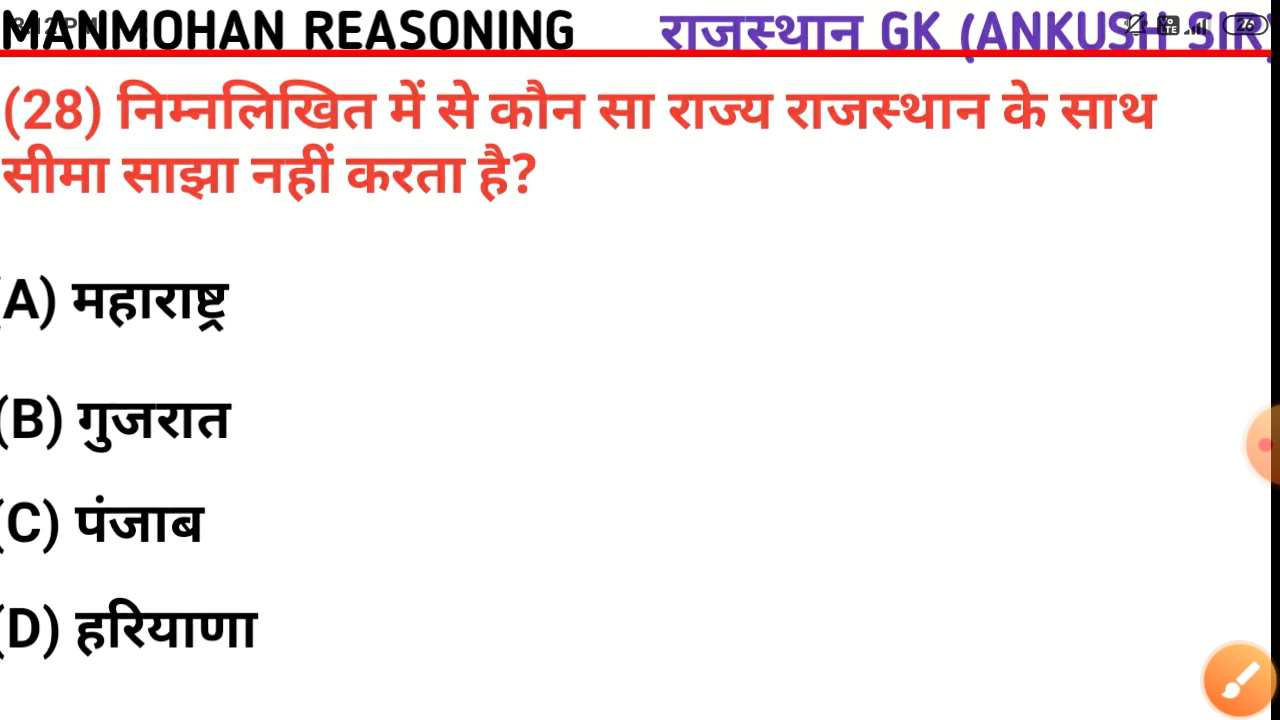 MANMOHAN REASONING राजस्थान GK (ANKUSH SIR)
(28) निम्नलिखित में से कौन सा राज्य राजस्थान के साथ
सीमा साझा नहीं करता है?
(A) महाराष्ट्र
(B) गुजरात
(C) पंजाब
(D) हरियाणा